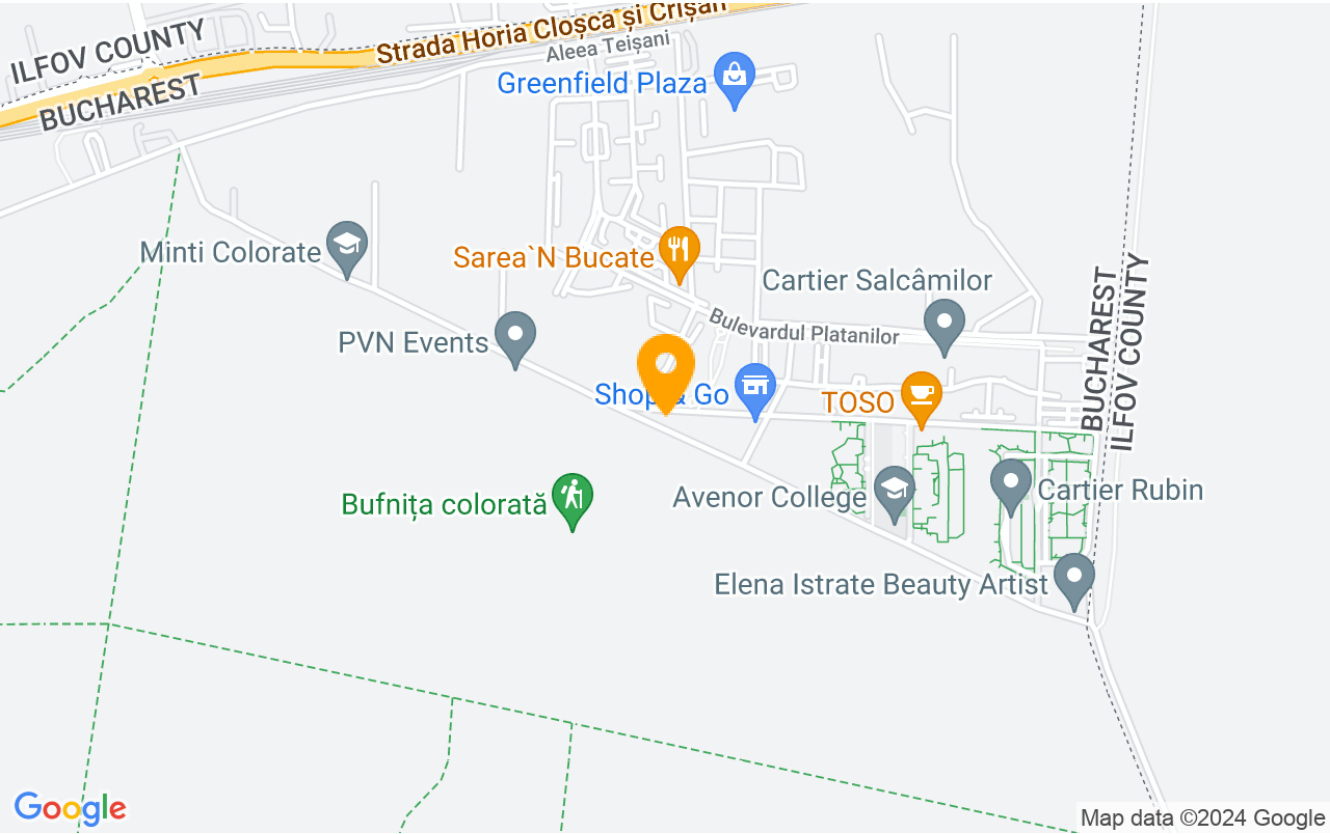 ILFOV COUNTY
BUCHAREST
Strada Horia Cloșca și Crișan
Aleea Teișani
Greenfield Plaza
Minti Colorate
Sarea`N Bucate
Cartier Salcâmilor
BUCHAREST
ILFOV COUNTY
Bulevardul Platanilor
PVN Events
Shop & Go
TOSO
Bufnița colorată
Avenor College
Cartier Rubin
Elena Istrate Beauty Artist
Google
Map data ©2024 Google